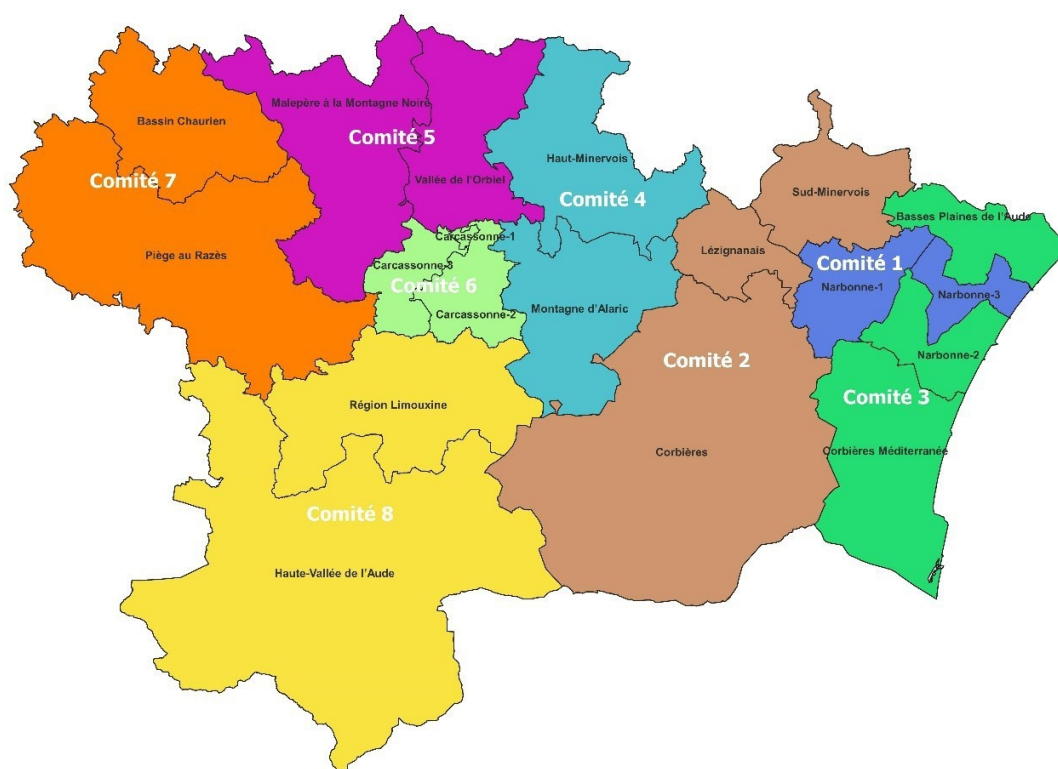 Malepère à la Montagne Noire
Bassin Chaurien
Comité 5
Haut-Minervois
Comité 7
Vallée de l'Orbiel
Sud-Minervois
Comité 4
Basses Plaines de l'Aude
Carcassonne-1
Lézignanais
Piège au Razès
Carcassonne-3
Comité 1
Comité 6
Narbonne-1
Narbonne-3
Montagne d'Alaric
Carcassonne-2
Comité 2
Narbonne-2
Comité 3
Région Limouxine
Corbières
Corbières Méditerranée
Comité 8
Haute-Vallée de l'Aude